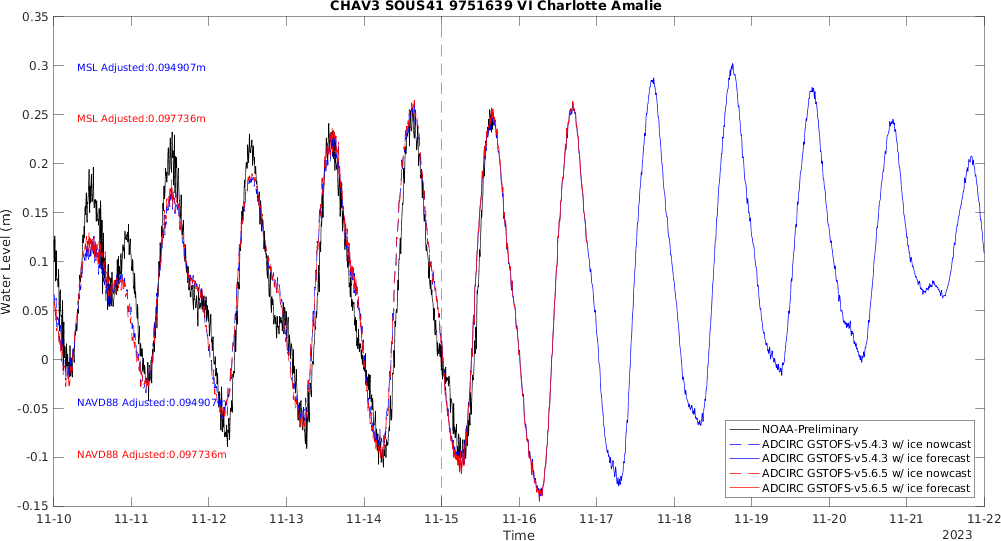 CHAV3 SOUS41 9751639 VI Charlotte Amalie
0.35
0.3
0.25
0.2
0.15
0.1
0.05
0
-0.05
-0.1
-0.15
Water Level (m)
MSL Adjusted:0.094907m
MSL Adjusted:0.097736m
NAVD88 Adjusted:0.094907m
NAVD88 Adjusted:0.097736m
NOAA-Preliminary
ADCIRC GSTOFS-v5.4.3 w/ ice nowcast
ADCIRC GSTOFS-v5.4.3 w/ ice forecast
ADCIRC GSTOFS-v5.6.5 w/ ice nowcast
ADCIRC GSTOFS-v5.6.5 w/ ice forecast
11-10 11-11 11-12 11-13 11-14 11-15 11-16 11-17 11-18 11-19 11-20 11-21 11-22
Time
2023